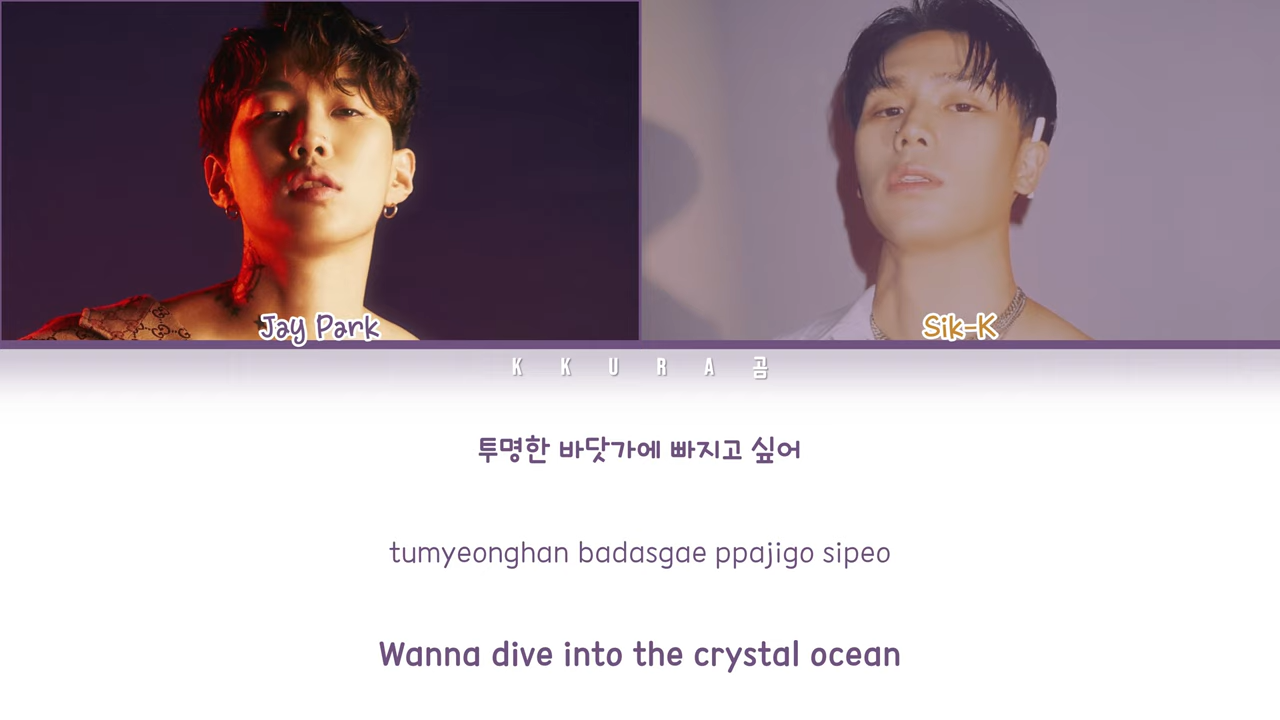 Jay Park
Sik-K
K K U R A 곰
투명한 바닷가에 빠지고 싶어
tumyeonghan badasgae ppajigo sipeo
Wanna dive into the crystal ocean